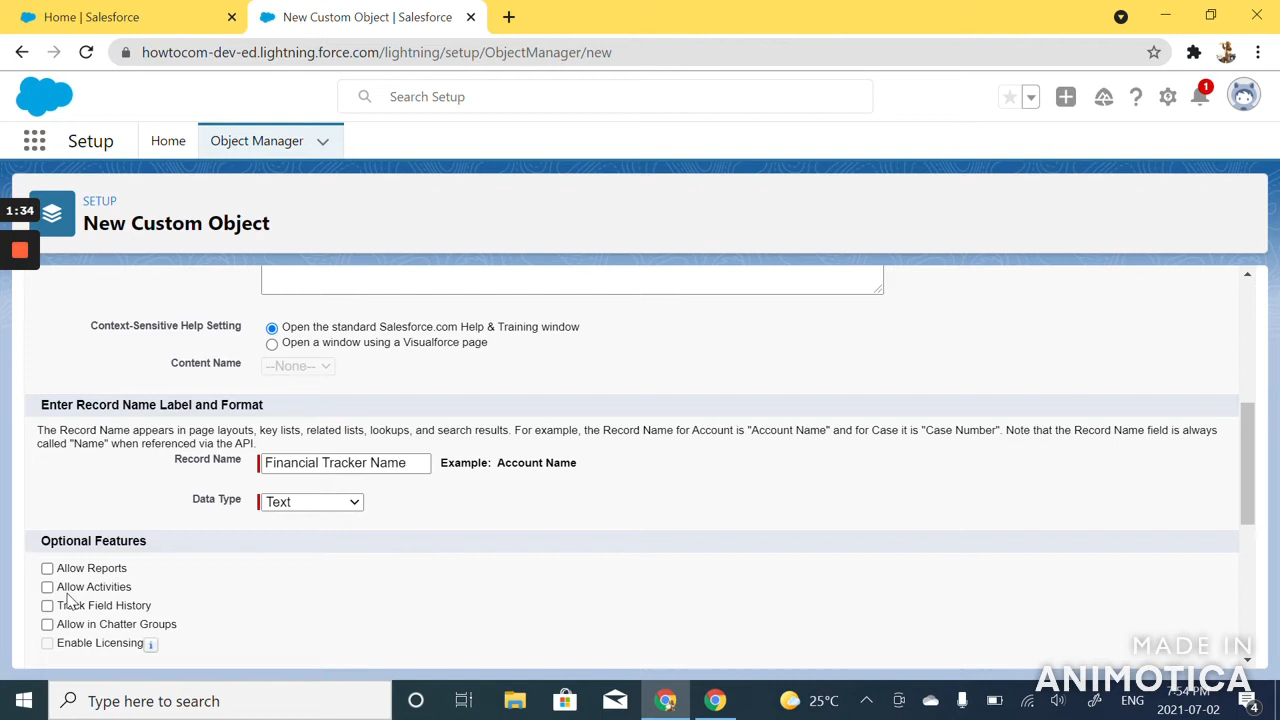 Home | Salesforce
New Custom Object | Salesforce
howtocom-dev-ed.lightning.force.com/lightning/setup/ObjectManager/new
Search Setup
1
Setup
Home
Object Manager
SETUP
New Custom Object
1:34
Context-Sensitive Help Setting
Open the standard Salesforce.com Help & Training window
Open a window using a Visualforce page
Content Name
--None--
Enter Record Name Label and Format
The Record Name appears in page layouts, key lists, related lists, lookups, and search results. For example, the Record Name for Account is "Account Name" and for Case it is "Case Number". Note that the Record Name field is always
called "Name" when referenced via the API.
Record Name
Financial Tracker Name
Example: Account Name
Data Type
Text
Optional Features
Allow Reports
Allow Activities
Track Field History
Allow in Chatter Groups
Enable Licensing
i
MADE IN
ANIMOTICA
Type here to search
25°C
ENG
7:54 PM
2021-07-02
4